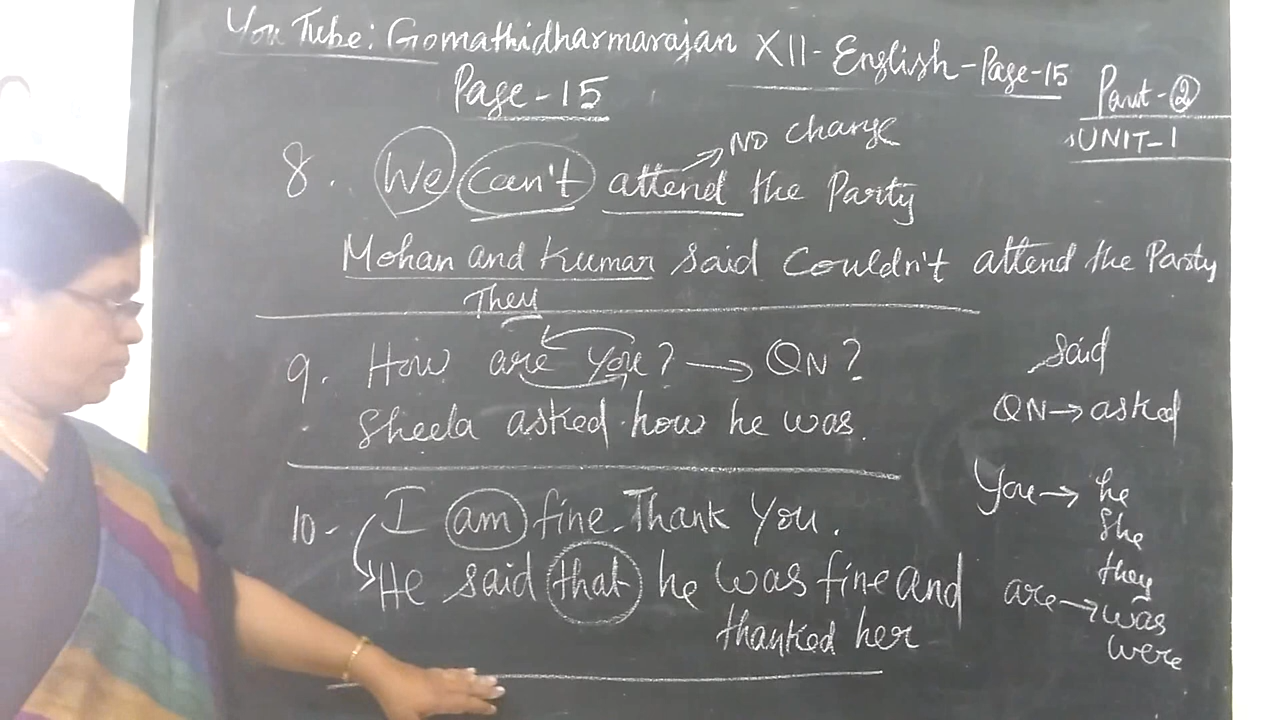 You Tube: Gomathidharmarajan XII - English - Page - 15
Page - 15
Part - 2
UNIT - 1
No change
8. We can't attend the Party
Mohan and Kumar said couldn't attend the Party
They
9. How are you? → QN?
Sheela asked how he was.
said
QN → asked
10 - I am fine. Thank You.
He said that he was fine and
thanked her
You → he
She
they
are → was
were